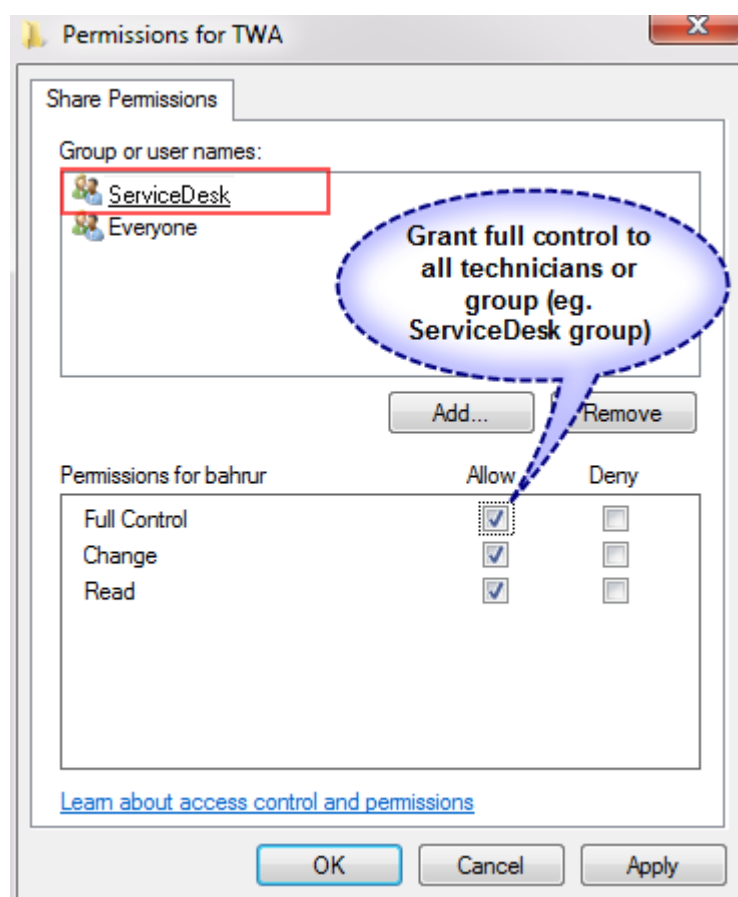 Permissions for TWA
Share Permissions
Group or user names:
ServiceDesk
Everyone
Grant full control to
all technicians or
group (eg.
ServiceDesk group)
Add...
Remove
Permissions for bahrur
Allow
Deny
Full Control
Change
Read
Learn about access control and permissions
OK
Cancel
Apply